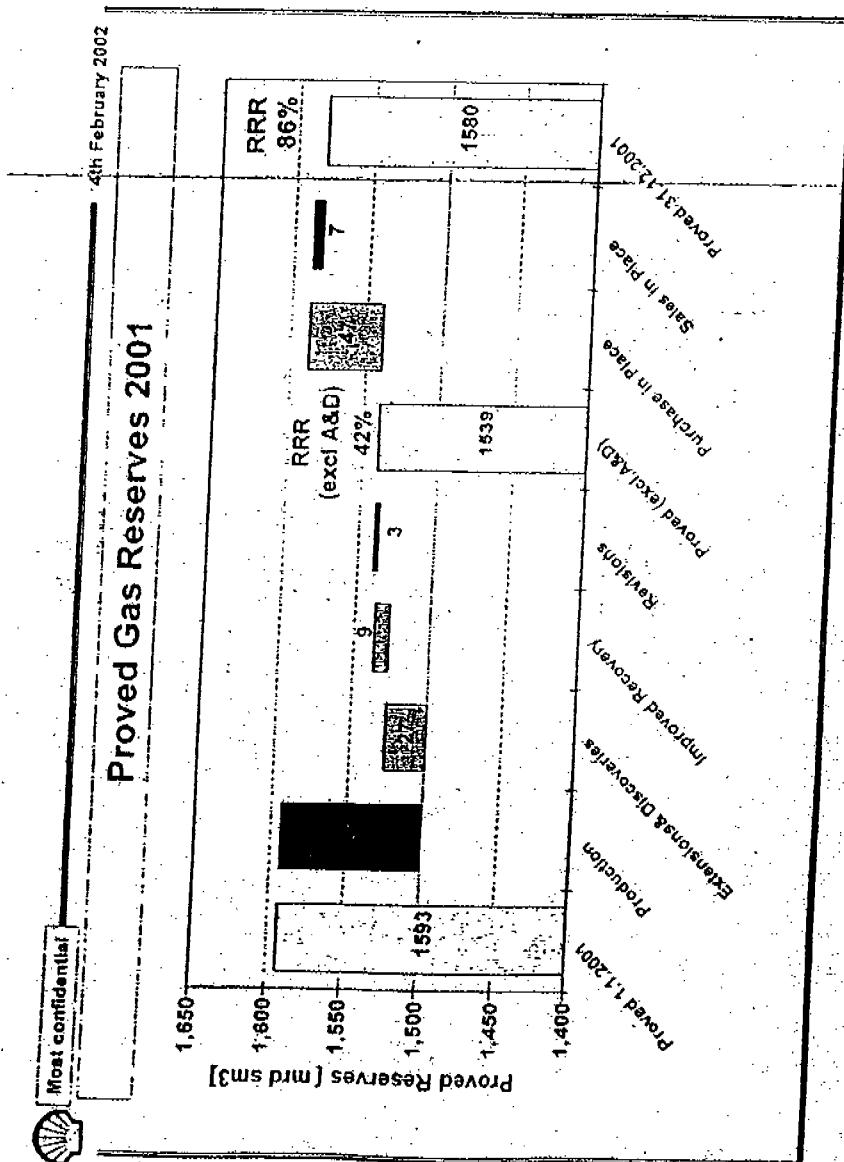 Most confidential
4th February 2002
Proved Gas Reserves 2001
Proved Reserves [ mrd sm3]
1,650
1,600
1,550
1,500
1,450
1,400
1593
27
9
3
RRR
(excl A&D)
42%
1539
7
RRR
86%
1580
Proved 1.1.2001
Production
Extensions& Discoveries
Improved Recovery
Revisions
Proved (excl.A&D)
Purchase in Place
Sales in Place
Proved 31.12.2001